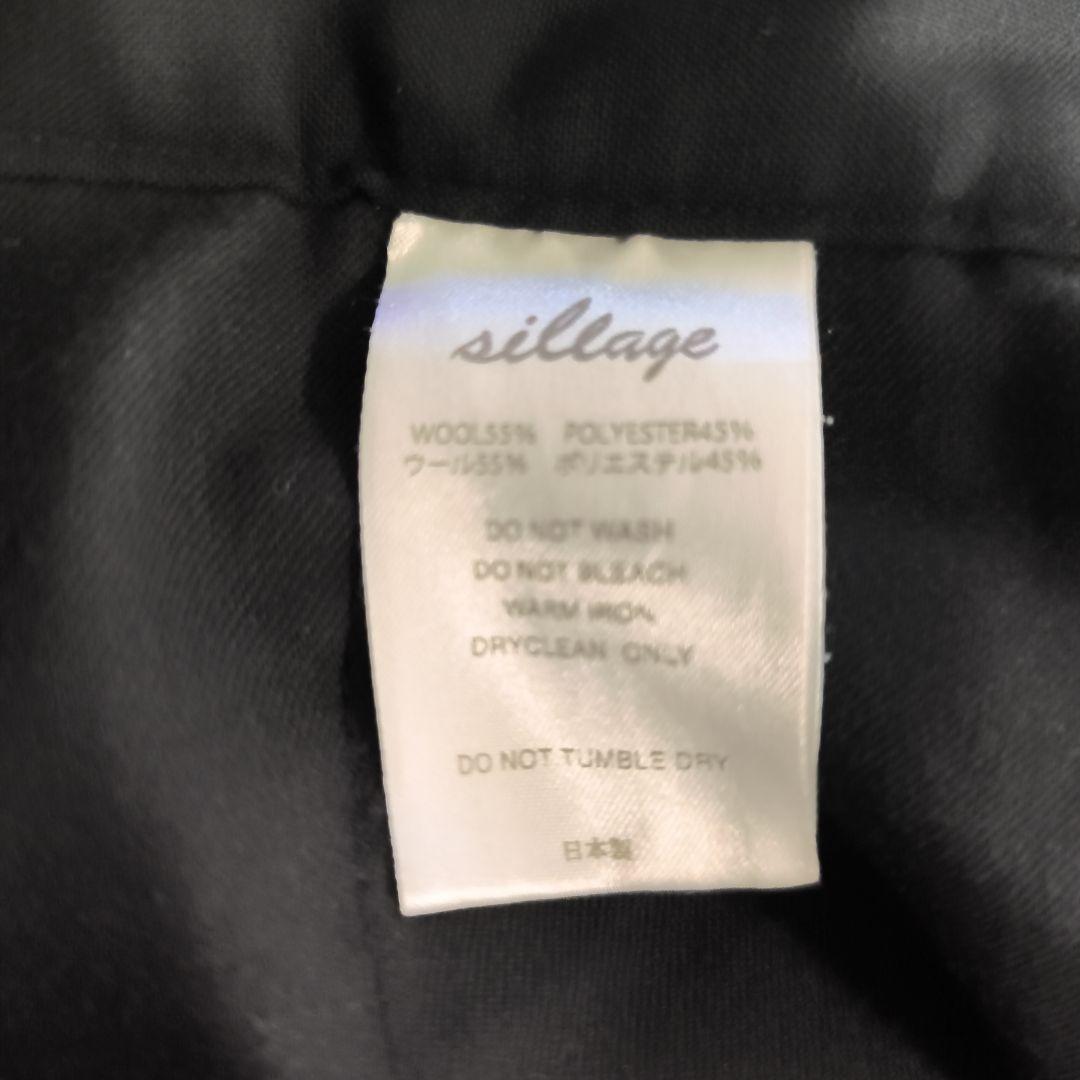 sillage
WOOL55% POLYESTER45%
ウール55% ポリエステル45%
DO NOT WASH
DO NOT BLEACH
WARM IRON
DRYCLEAN ONLY
DO NOT TUMBLE DRY
日本製